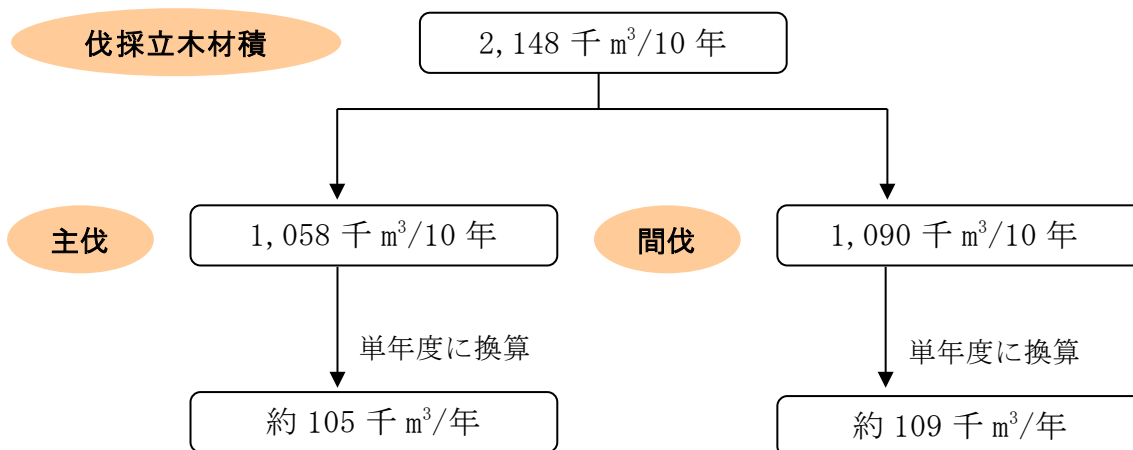 伐採立木材積
2,148 千 m³/10 年
主伐
1,058 千 m³/10 年
間伐
1,090 千 m³/10 年
単年度に換算
単年度に換算
約 105 千 m³/年
約 109 千 m³/年